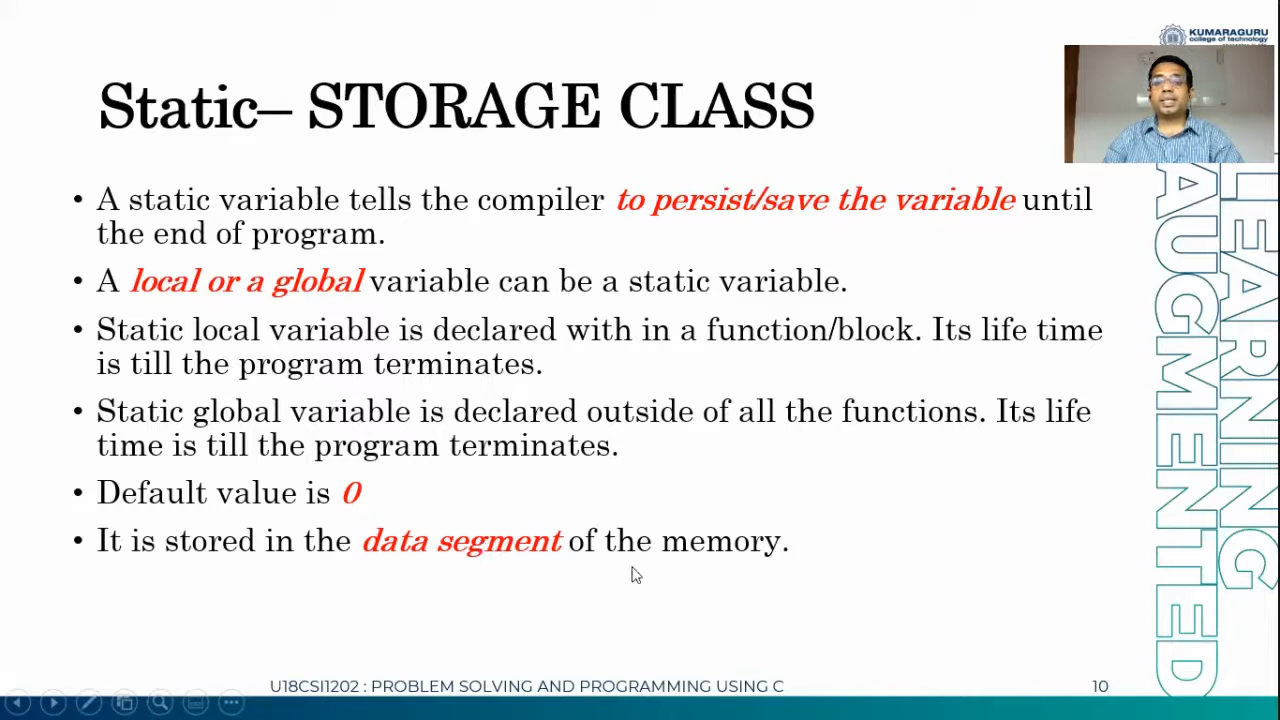 KUMARAGURU
college of technology
Static– STORAGE CLASS
• A static variable tells the compiler to persist/save the variable until
the end of program.
• A local or a global variable can be a static variable.
• Static local variable is declared with in a function/block. Its life time
is till the program terminates.
• Static global variable is declared outside of all the functions. Its life
time is till the program terminates.
• Default value is 0
• It is stored in the data segment of the memory.
LEARNING
AUGMENTED
U18CSI1202 : PROBLEM SOLVING AND PROGRAMMING USING C
10